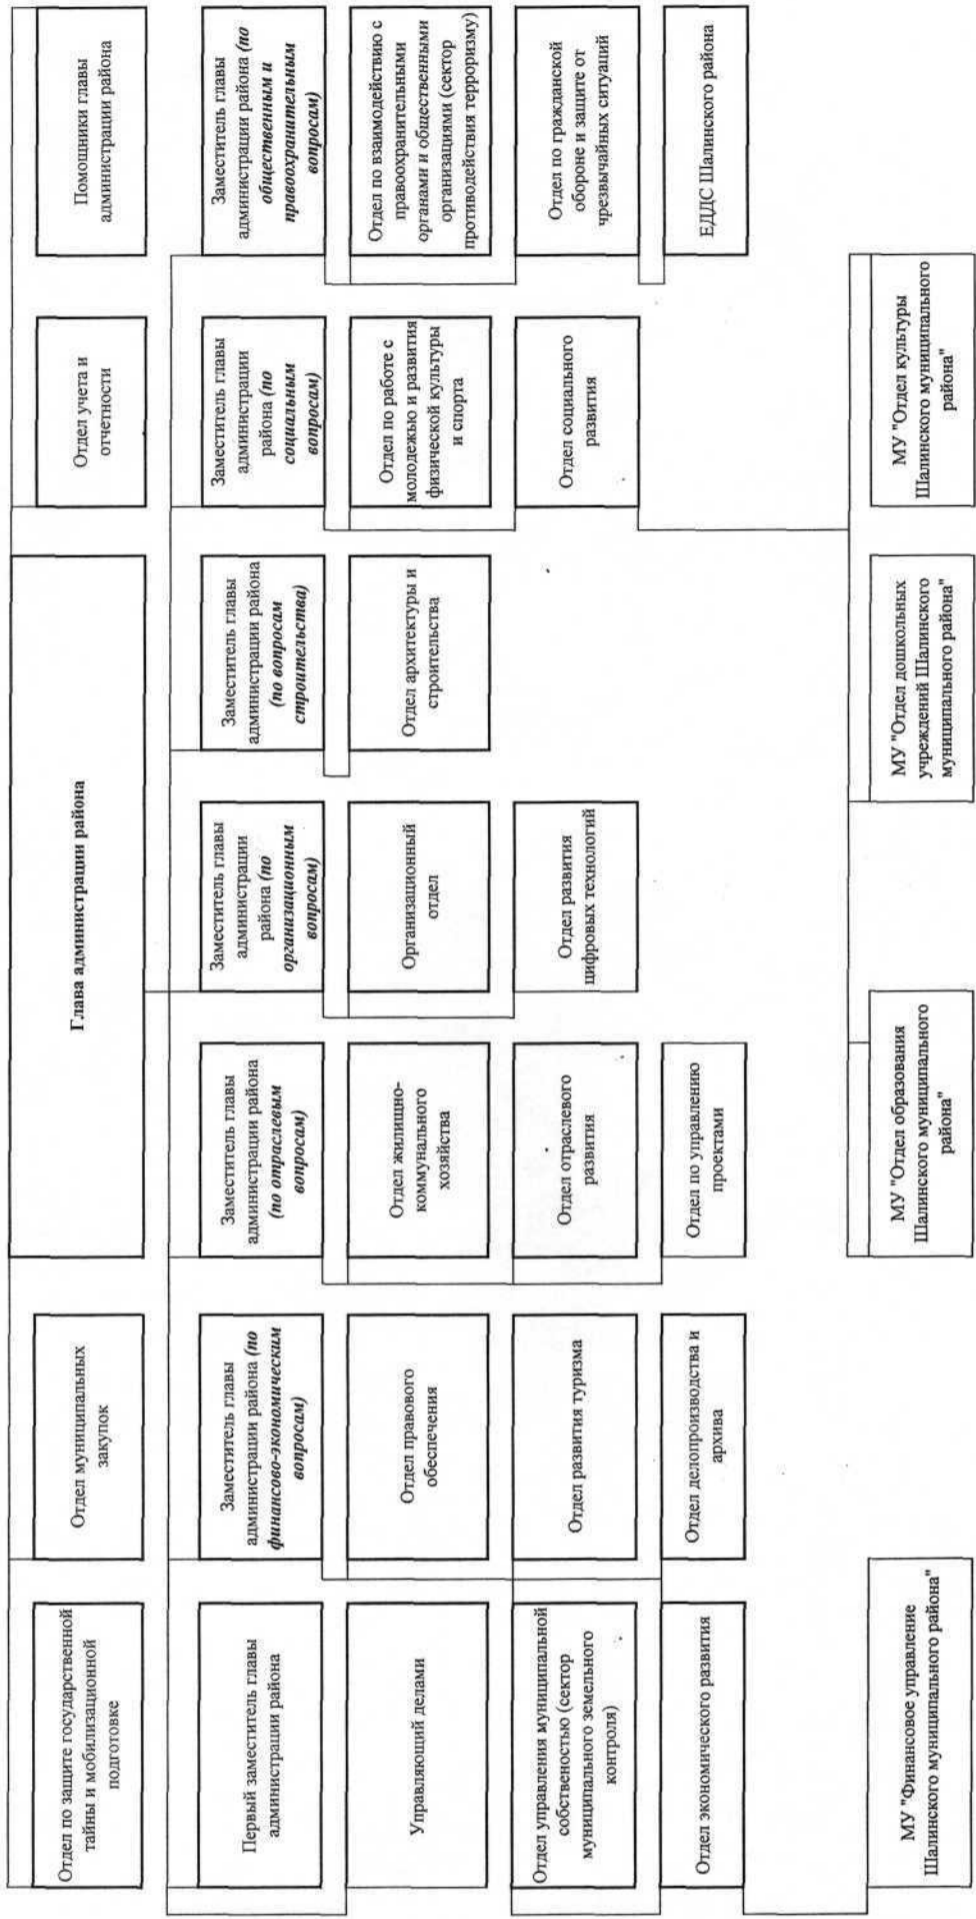 Отдел по защите государственной
тайны и мобилизационной
подготовке
Отдел муниципальных
закупок
Глава администрации района
Отдел учета и
отчетности
Помощники главы
администрации района
Первый заместитель главы
администрации района
Заместитель главы
администрации района (по
финансово-экономическим
вопросам)
Заместитель главы
администрации района
(по отраслевым
вопросам)
Заместитель главы
администрации
района (по
организационным
вопросам)
Заместитель главы
администрации района
(по вопросам
строительства)
Заместитель главы
администрации
района (по
социальным
вопросам)
Заместитель главы
администрации района (по
общественным и
правоохранительным
вопросам)
Управляющий делами
Отдел правового
обеспечения
Отдел жилищно-
коммунального
хозяйства
Организационный
отдел
Отдел архитектуры и
строительства
Отдел по работе с
молодежью и развития
физической культуры
и спорта
Отдел по взаимодействию с
правоохранительными
органами и общественными
организациями (сектор
противодействия терроризму)
Отдел управления муниципальной
собственостью (сектор
муниципального земельного
контроля)
Отдел развития туризма
Отдел отраслевого
развития
Отдел развития
цифровых технологий
Отдел социального
развития
Отдел по гражданской
обороне и защите от
чрезвычайных ситуаций
Отдел экономического развития
Отдел делопроизводства и
архива
Отдел по управлению
проектами
ЕДДС Шалинского района
МУ "Финансовое управление
Шалинского муниципального района"
МУ "Отдел образования
Шалинского муниципального
района"
МУ "Отдел дошкольных
учреждений Шалинского
муниципального района"
МУ "Отдел культуры
Шалинского муниципального
района"